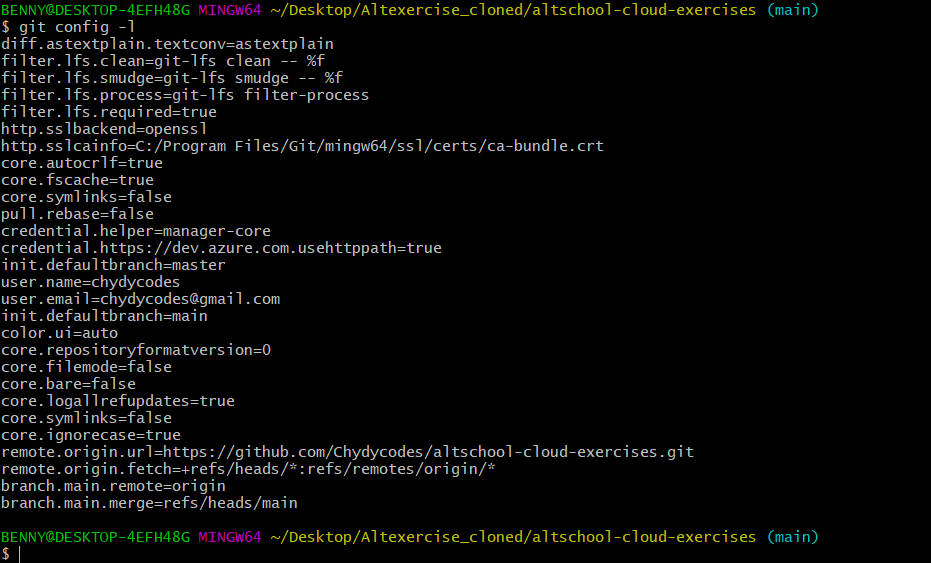 BENNY@DESKTOP-4EFH48G MINGW64 ~/Desktop/Altexercise_cloned/altschool-cloud-exercises (main)
$ git config -l
diff.astextplain.textconv=astextplain
filter.lfs.clean=git-lfs clean -- %f
filter.lfs.smudge=git-lfs smudge -- %f
filter.lfs.process=git-lfs filter-process
filter.lfs.required=true
http.sslbackend=openssl
http.sslcainfo=C:/Program Files/Git/mingw64/ssl/certs/ca-bundle.crt
core.autocrlf=true
core.fscache=true
core.symlinks=false
pull.rebase=false
credential.helper=manager-core
credential.https://dev.azure.com.usehttppath=true
init.defaultbranch=master
user.name=chydycodes
user.email=chydycodes@gmail.com
init.defaultbranch=main
color.ui=auto
core.repositoryformatversion=0
core.filemode=false
core.bare=false
core.logallrefupdates=true
core.symlinks=false
core.ignorecase=true
remote.origin.url=https://github.com/Chydycodes/altschool-cloud-exercises.git
remote.origin.fetch=+refs/heads/*:refs/remotes/origin/*
branch.main.remote=origin
branch.main.merge=refs/heads/main
BENNY@DESKTOP-4EFH48G MINGW64 ~/Desktop/Altexercise_cloned/altschool-cloud-exercises (main)
$